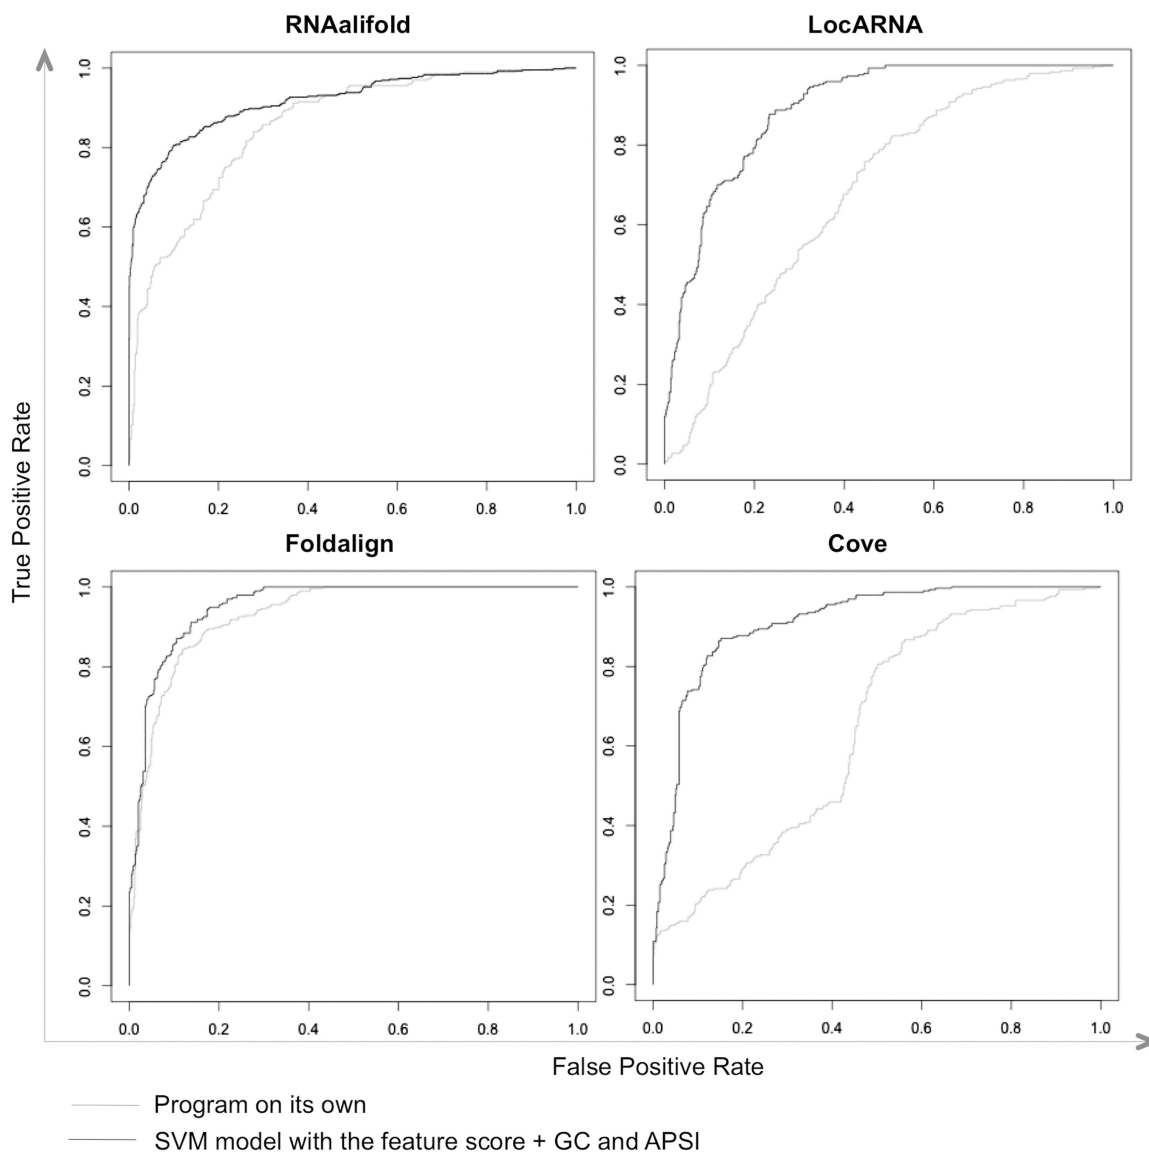 RNAalifold
LocARNA
1.0
0.8
0.6
0.4
0.2
0.0
0.0 0.2 0.4 0.6 0.8 1.0
1.0
0.8
0.6
0.4
0.2
0.0
0.0 0.2 0.4 0.6 0.8 1.0
Foldalign
Cove
1.0
0.8
0.6
0.4
0.2
0.0
0.0 0.2 0.4 0.6 0.8 1.0
1.0
0.8
0.6
0.4
0.2
0.0
0.0 0.2 0.4 0.6 0.8 1.0
True Positive Rate
False Positive Rate
Program on its own
SVM model with the feature score + GC and APSI